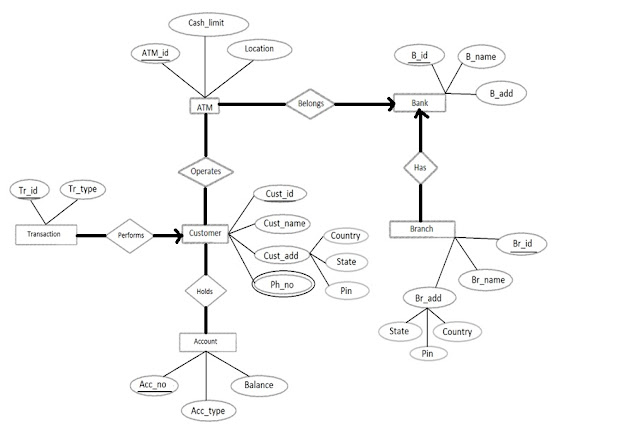 Cash_limit
ATM_id
Location
ATM
Belongs
Bank
B_id
B_name
B_add
Operates
Has
Tr_id
Tr_type
Transaction
Performs
Customer
Cust_id
Cust_name
Cust_add
Ph_no
Country
State
Pin
Branch
Br_id
Br_name
Br_add
State
Country
Pin
Holds
Account
Acc_no
Acc_type
Balance